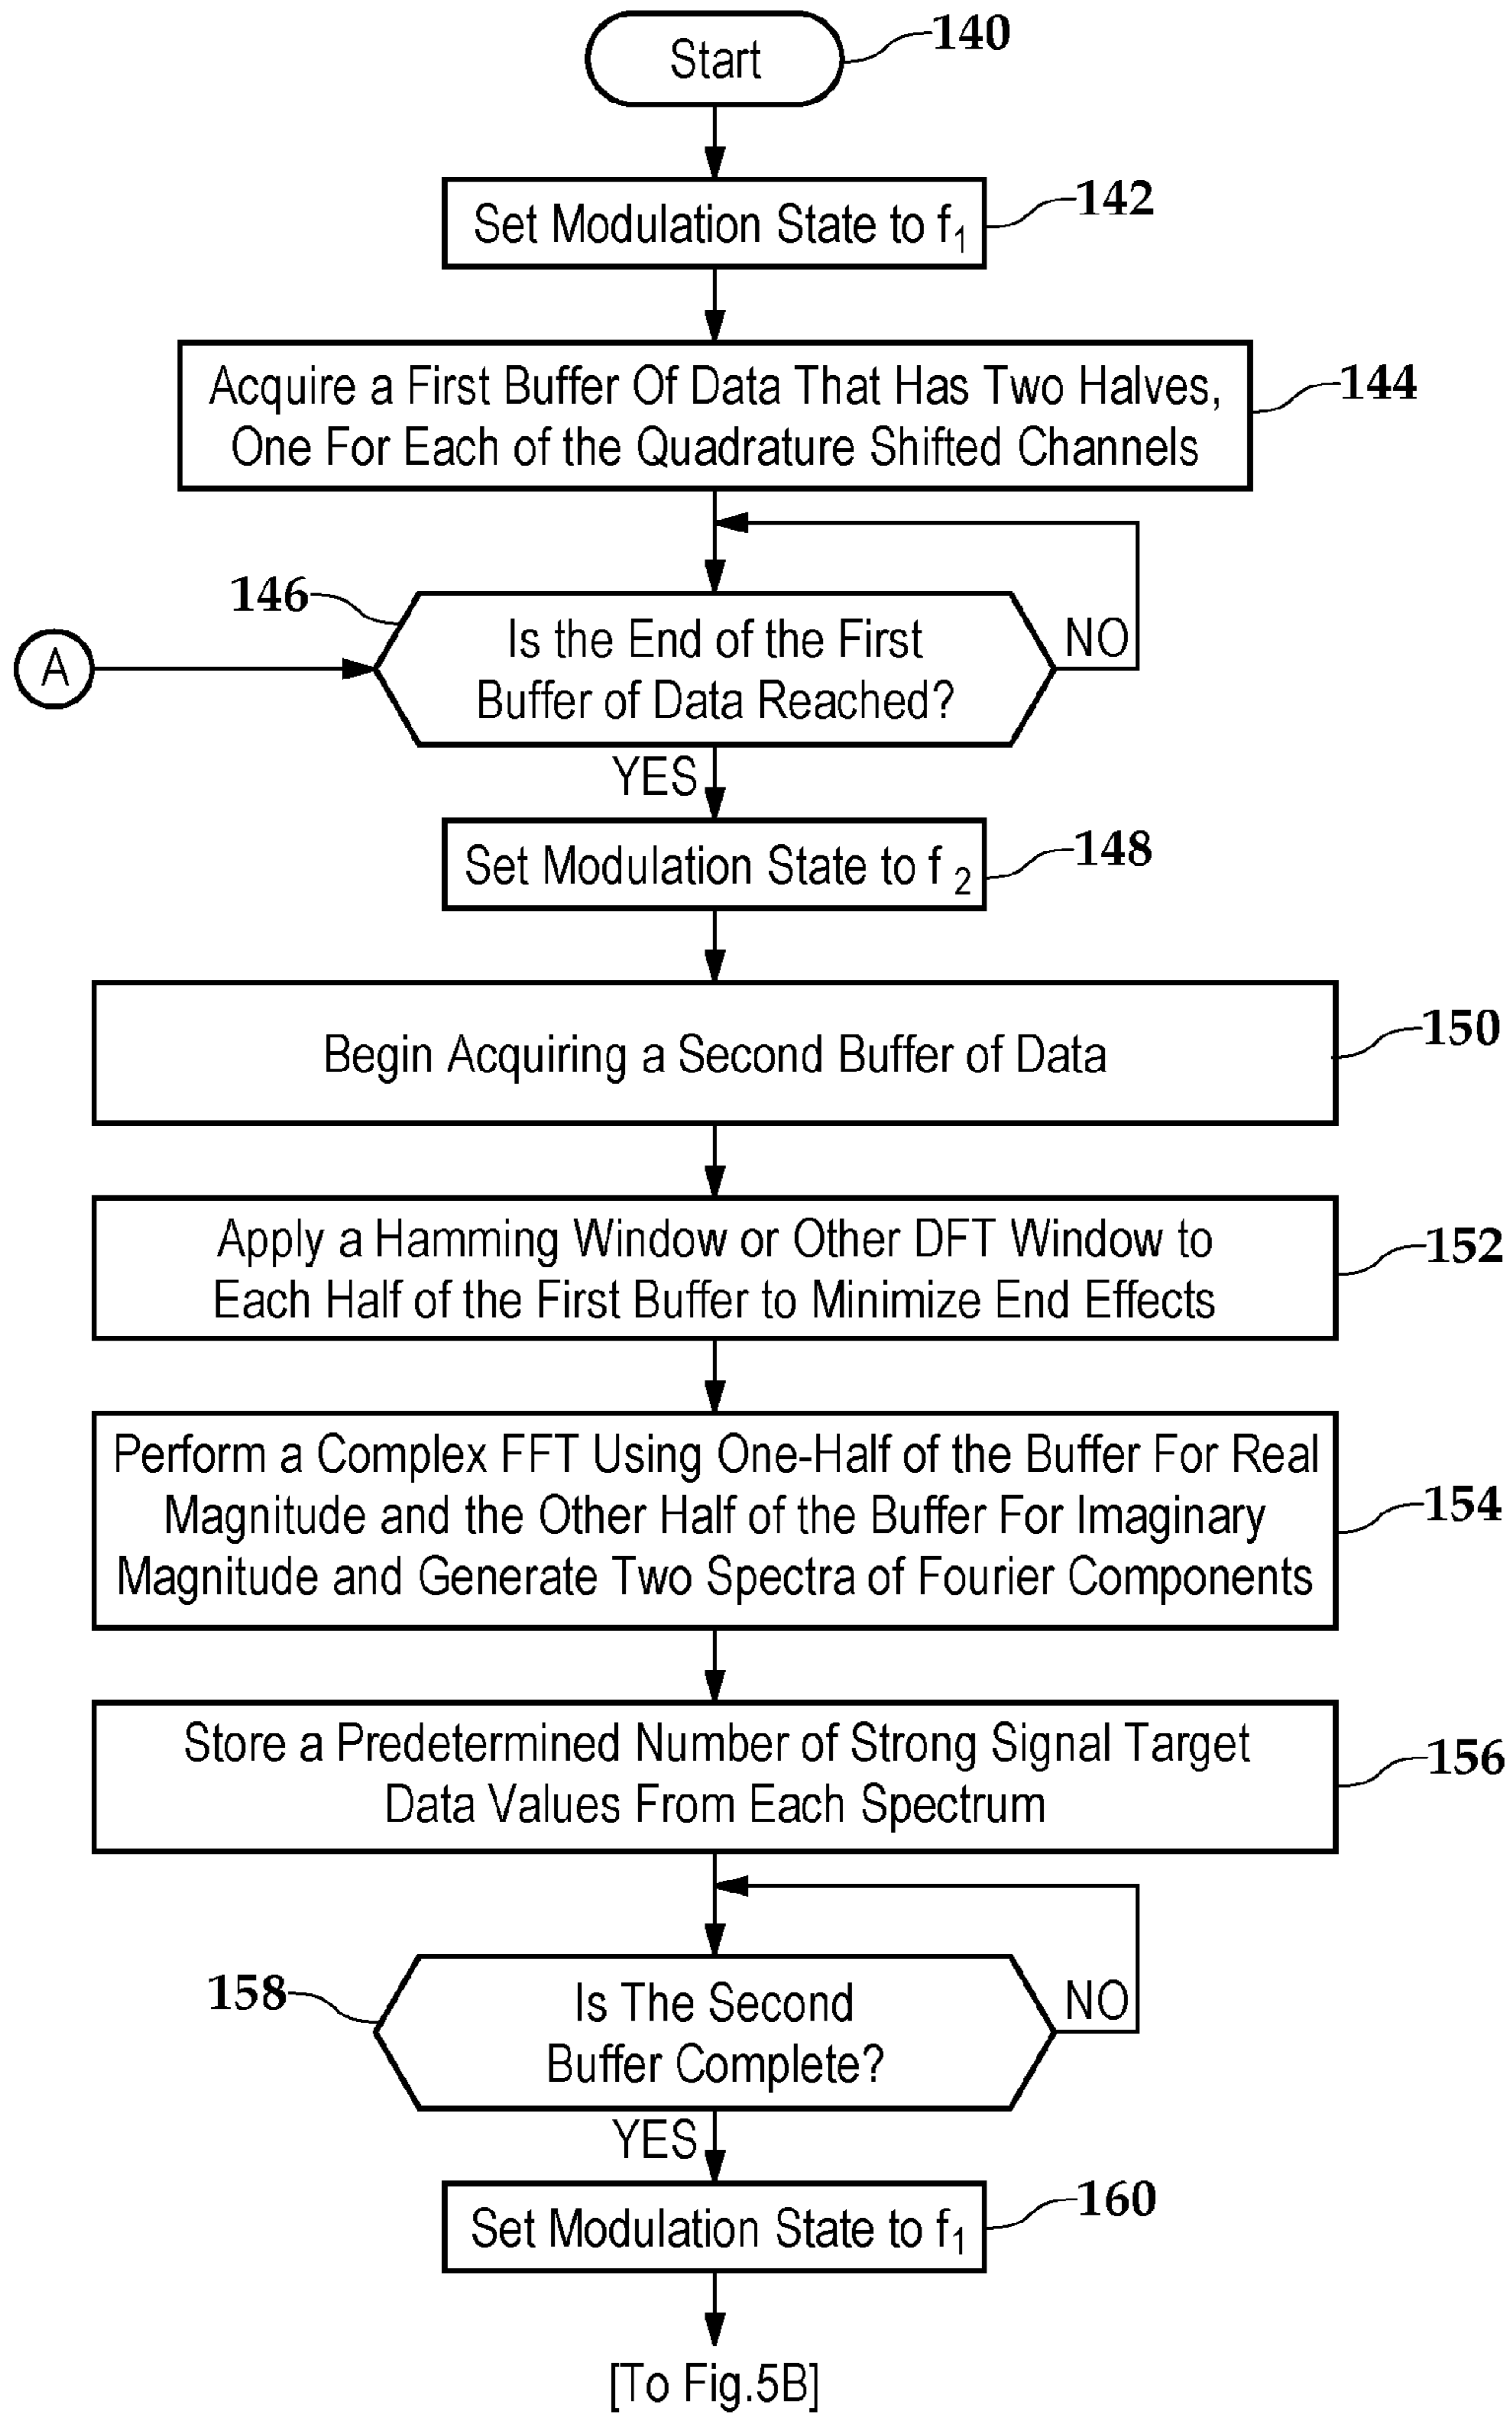 Start
140
Set Modulation State to f1
142
Acquire a First Buffer Of Data That Has Two Halves,
One For Each of the Quadrature Shifted Channels
144
146
A
Is the End of the First
Buffer of Data Reached?
NO
YES
Set Modulation State to f 2
148
Begin Acquiring a Second Buffer of Data
150
Apply a Hamming Window or Other DFT Window to
Each Half of the First Buffer to Minimize End Effects
152
Perform a Complex FFT Using One-Half of the Buffer For Real
Magnitude and the Other Half of the Buffer For Imaginary
Magnitude and Generate Two Spectra of Fourier Components
154
Store a Predetermined Number of Strong Signal Target
Data Values From Each Spectrum
156
158
Is The Second
Buffer Complete?
NO
YES
Set Modulation State to f1
160
[To Fig.5B]